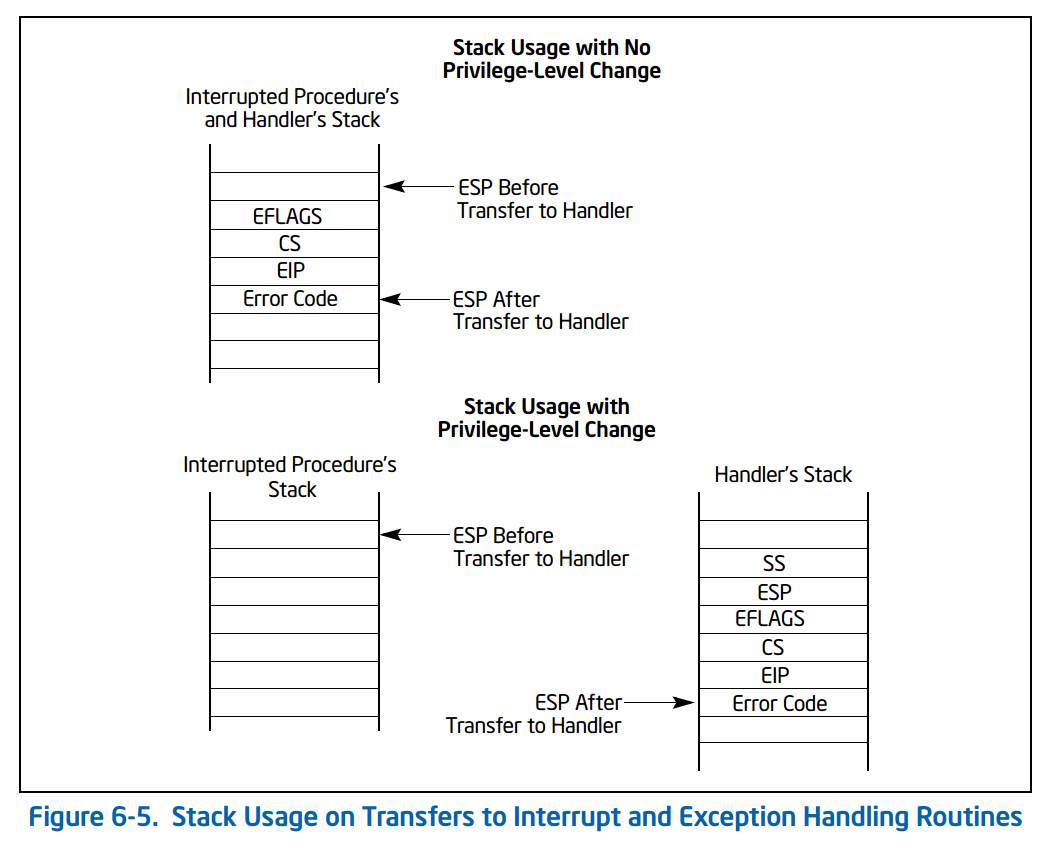 Stack Usage with No
Privilege-Level Change
Interrupted Procedure's
and Handler's Stack
ESP Before
Transfer to Handler
EFLAGS
CS
EIP
Error Code
ESP After
Transfer to Handler
Stack Usage with
Privilege-Level Change
Interrupted Procedure's
Stack
Handler's Stack
ESP Before
Transfer to Handler
SS
ESP
EFLAGS
CS
EIP
ESP After
Transfer to Handler
Error Code
Figure 6-5. Stack Usage on Transfers to Interrupt and Exception Handling Routines